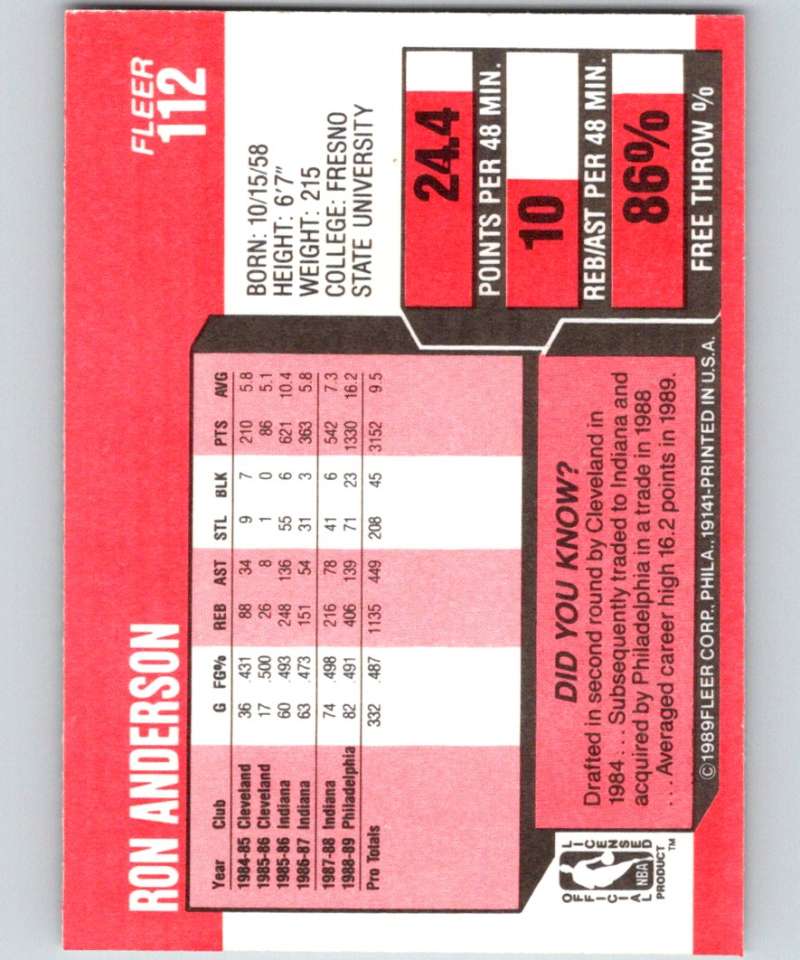 RON ANDERSON
FLEER
112
Year Club G FG% REB AST STL BLK PTS AVG
1984-85 Cleveland 36 .431 88 34 9 7 210 5.8
1985-86 Cleveland 17 .500 26 8 1 0 86 5.1
1985-86 Indiana 60 .493 248 136 55 6 621 10.4
1986-87 Indiana 63 .473 151 54 31 3 363 5.8
1987-88 Indiana 74 .498 216 78 41 6 542 7.3
1988-89 Philadelphia 82 .491 406 139 71 23 1330 16.2
Pro Totals 332 .487 1135 449 208 45 3152 9.5
BORN: 10/15/58
HEIGHT: 6'7"
WEIGHT: 215
COLLEGE: FRESNO
STATE UNIVERSITY
24.4
POINTS PER 48 MIN.
10
REB/AST PER 48 MIN.
86%
FREE THROW %
DID YOU KNOW?
Drafted in second round by Cleveland in
1984 . . . Subsequently traded to Indiana and
acquired by Philadelphia in a trade in 1988
. . . Averaged career high 16.2 points in 1989.
OFFICIAL
LICENSED
NBA
PRODUCT™
©1989FLEER CORP., PHILA.,19141-PRINTED IN U.S.A.